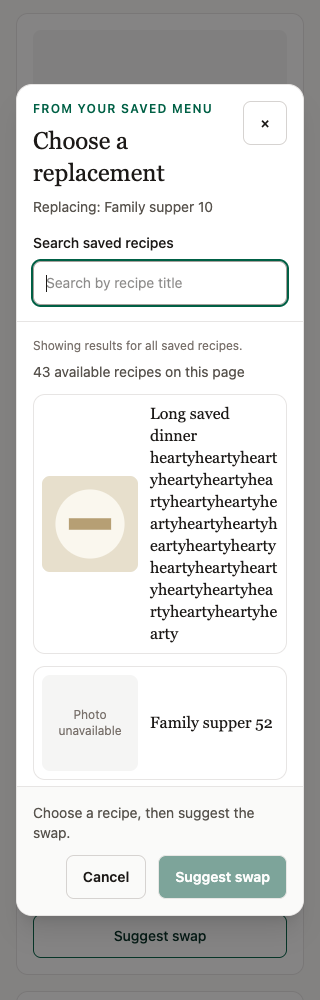 FROM YOUR SAVED MENU
×
Choose a
replacement
Replacing: Family supper 10
Search saved recipes
Search by recipe title
Showing results for all saved recipes.
43 available recipes on this page
Long saved
dinner
heartyheartyheart
yheartyheartyhea
rtyheartyheartyhe
artyheartyheartyh
eartyheartyhearty
heartyheartyheart
yheartyheartyhea
rtyheartyheartyhe
arty
Photo
unavailable
Family supper 52
Choose a recipe, then suggest the
swap.
Cancel
Suggest swap
Suggest swap